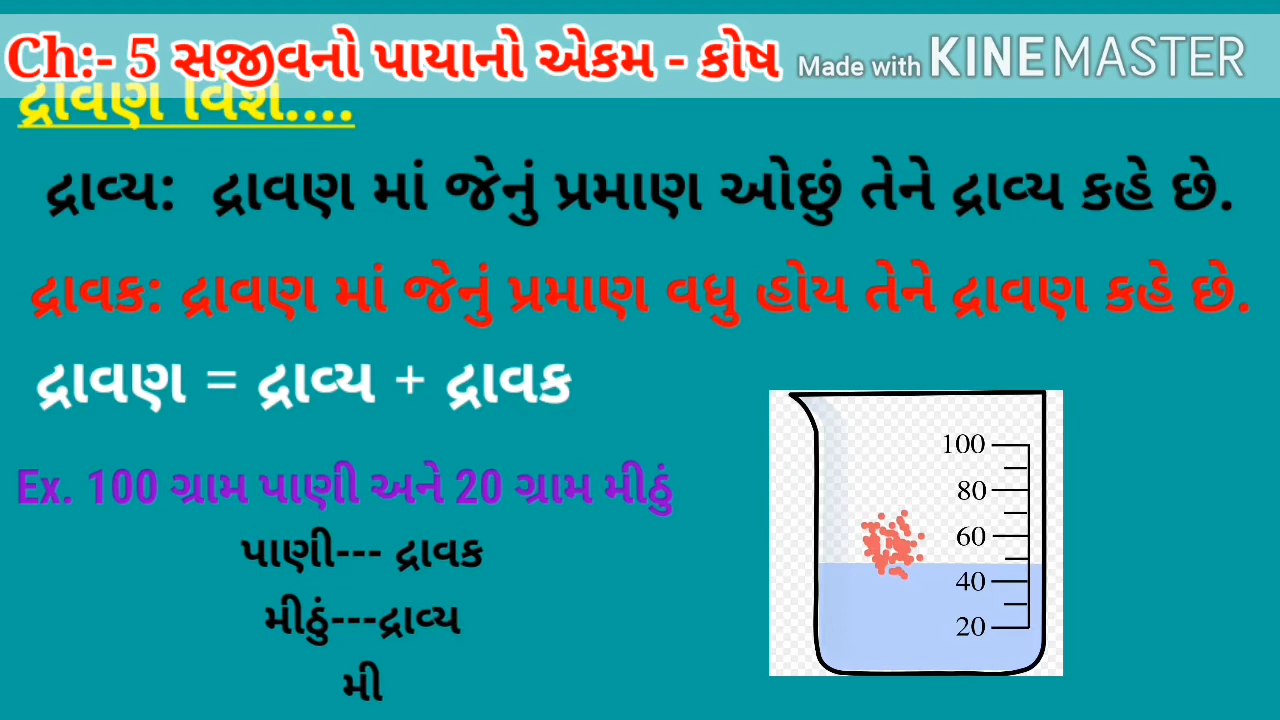 Ch:- 5 સજીવનો પાયાનો એકમ - કોષ
Made with KINEMASTER
દ્રાવણ વિશે....
દ્રાવ્ય: દ્રાવણ માં જેનું પ્રમાણ ઓછું તેને દ્રાવ્ય કહે છે.
દ્રાવક: દ્રાવણ માં જેનું પ્રમાણ વધુ હોય તેને દ્રાવણ કહે છે.
દ્રાવણ = દ્રાવ્ય + દ્રાવક
Ex. 100 ગ્રામ પાણી અને 20 ગ્રામ મીઠું
પાણી--- દ્રાવક
મીઠું---દ્રાવ્ય
મી
100
80
60
40
20